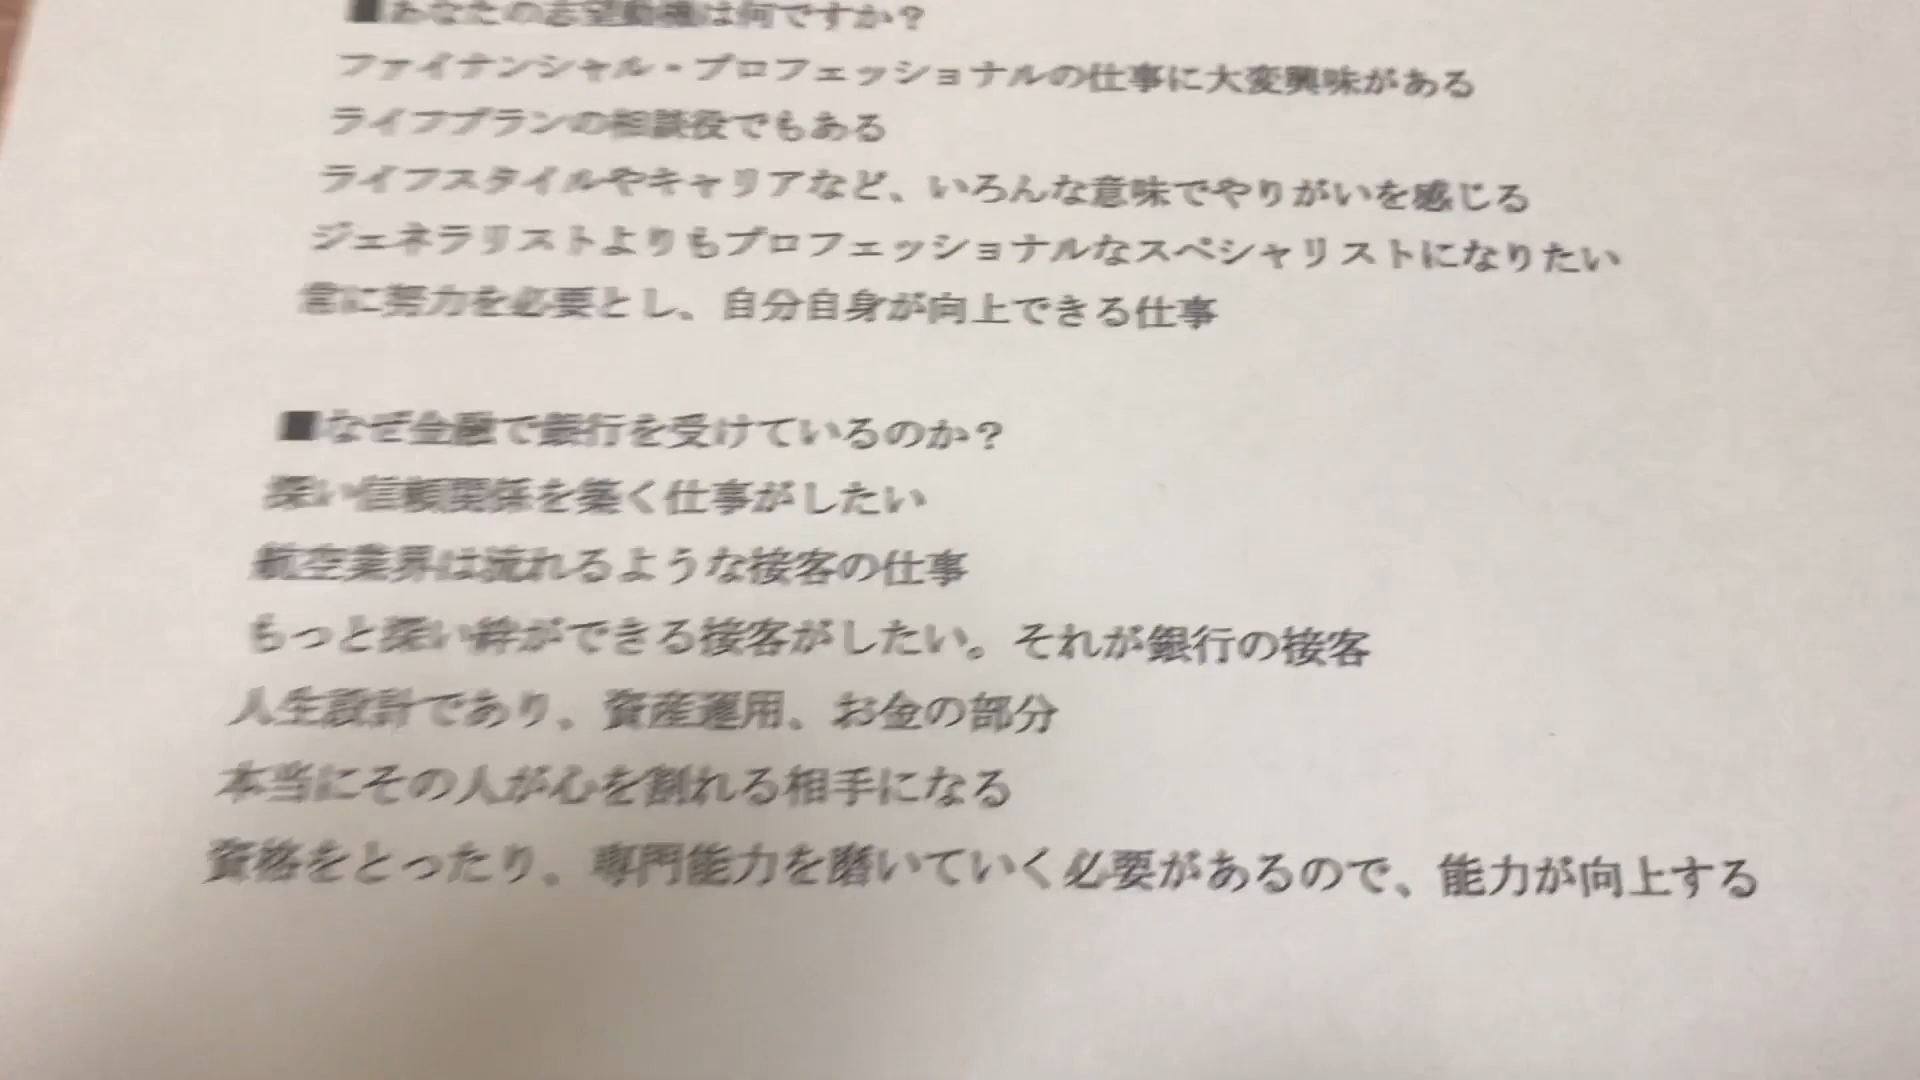 ■あなたの志望動機は何ですか?
ファイナンシャル・プロフェッショナルの仕事に大変興味がある
ライフプランの相談役でもある
ライフスタイルやキャリアなど、いろんな意味でやりがいを感じる
ジェネラリストよりもプロフェッショナルなスペシャリストになりたい
常に努力を必要とし、自分自身が向上できる仕事
■なぜ金融で銀行を受けているのか?
深い信頼関係を築く仕事がしたい
航空業界は流れるような接客の仕事
もっと深い絆ができる接客がしたい。それが銀行の接客
人生設計であり、資産運用、お金の部分
本当にその人が心を割れる相手になる
資格をとったり、専門能力を磨いていく必要があるので、能力が向上する